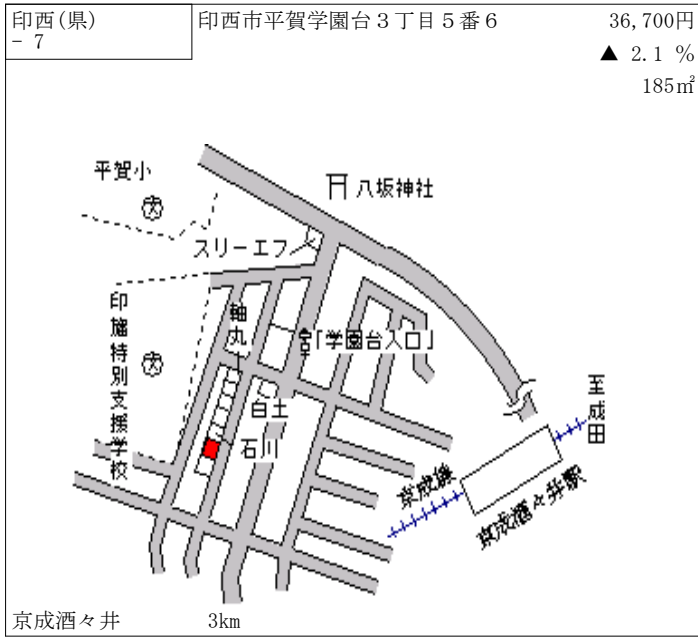 印西(県)
- 7
印西市平賀学園台３丁目５番６
36,700円
▲ 2.1 %
185㎡
平賀小
文
八坂神社
スリーエフ
印旛特別支援学校
文
軸丸
「学園台入口」
白土
石川
至成田
京成線
京成酒々井駅
京成酒々井
3km